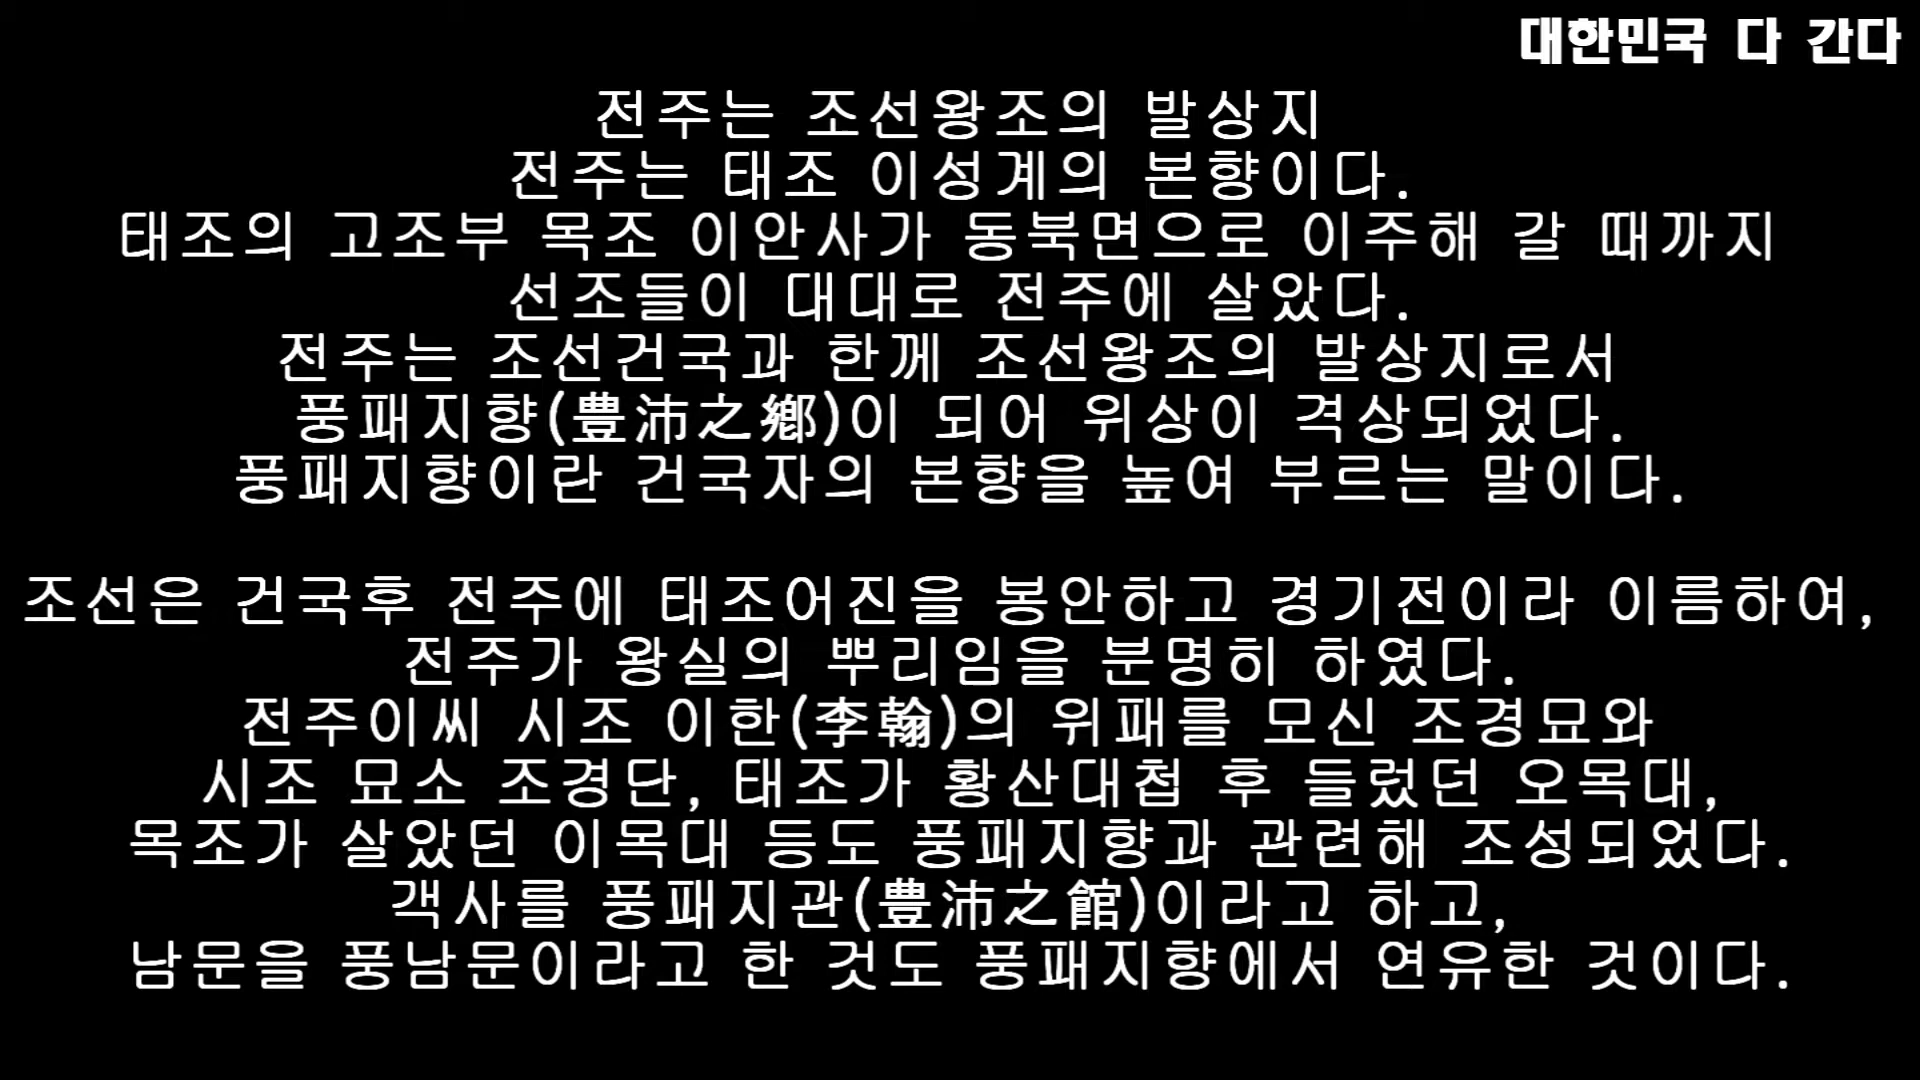 대한민국 다 간다
전주는 조선왕조의 발상지
전주는 태조 이성계의 본향이다.
태조의 고조부 목조 이안사가 동북면으로 이주해 갈 때까지
선조들이 대대로 전주에 살았다.
전주는 조선건국과 한께 조선왕조의 발상지로서
풍패지향(豊沛之鄕)이 되어 위상이 격상되었다.
풍패지향이란 건국자의 본향을 높여 부르는 말이다.
조선은 건국후 전주에 태조어진을 봉안하고 경기전이라 이름하여,
전주가 왕실의 뿌리임을 분명히 하였다.
전주이씨 시조 이한(李翰)의 위패를 모신 조경묘와
시조 묘소 조경단, 태조가 황산대첩 후 들렀던 오목대,
목조가 살았던 이목대 등도 풍패지향과 관련해 조성되었다.
객사를 풍패지관(豊沛之館)이라고 하고,
남문을 풍남문이라고 한 것도 풍패지향에서 연유한 것이다.